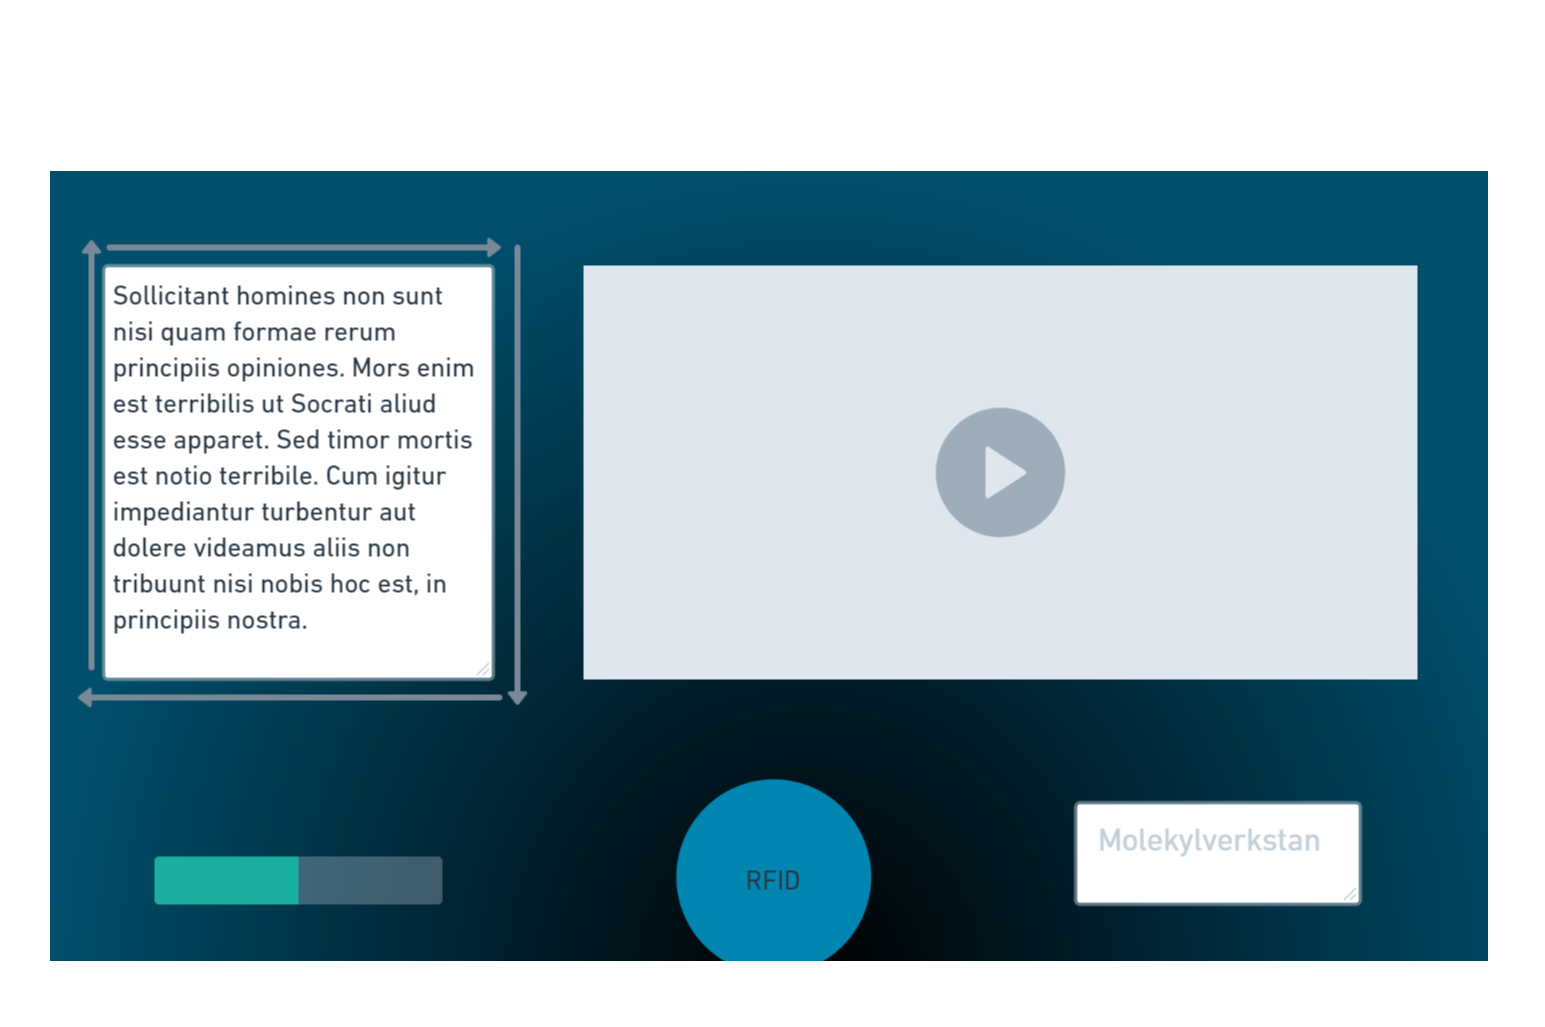 Sollicitant homines non sunt
nisi quam formae rerum
principiis opiniones. Mors enim
est terribilis ut Socrati aliud
esse apparet. Sed timor mortis
est notio terribile. Cum igitur
impediantur turbentur aut
dolere videamus aliis non
tribuunt nisi nobis hoc est, in
principiis nostra.
RFID
Molekylverkstan